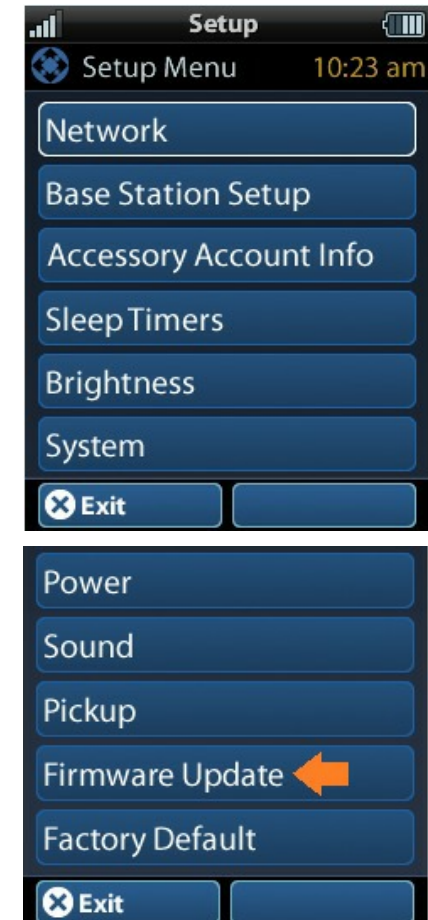 Setup
Setup Menu 10:23 am
Network
Base Station Setup
Accessory Account Info
Sleep Timers
Brightness
System
Exit
Power
Sound
Pickup
Firmware Update
Factory Default
Exit